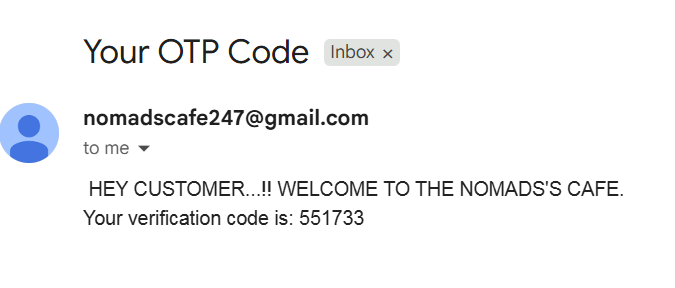 Your OTP Code Inbox ×
nomadscafe247@gmail.com
to me
HEY CUSTOMER...!! WELCOME TO THE NOMADS'S CAFE.
Your verification code is: 551733